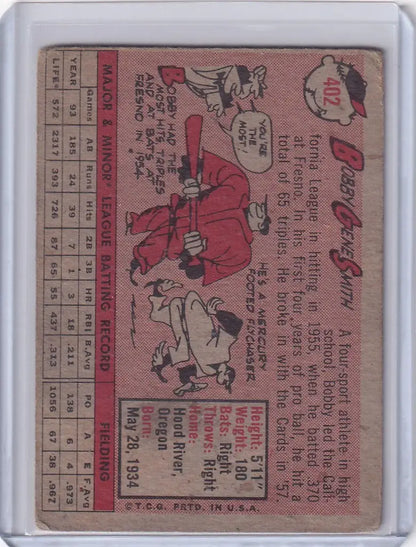 402
BOBBY GENE SMITH
A four-sport athlete in high
school, Bobby led the Cali-
fornia League in hitting in 1955 when he batted .370
at Fresno. In his first four years of pro ball, he hit a
total of 65 triples. He broke in with the Cards in '57.
YOU'RE
THE
MOST!
BOBBY HAD THE
MOST HITS, TRIPLES
AND AT BATS AT
FRESNO IN 1954.
HE'S A MERCURY
FOOTED FLYCHASER
Height: 5'11"
Weight: 180
Bats: Right
Throws: Right
Home:
Hood River,
Oregon
Born:
May 28, 1934
MAJOR & MINOR LEAGUE BATTING RECORD FIELDING
Games AB Runs Hits 2B 3B HR RBI B.Avg PO A E F.Avg
YEAR 93 185 24 39 7 1 3 18 .211 138 6 4 .973
LIFE 572 2317 393 726 87 65 55 437 .313 1056 67 38 .967
© T.C.G. PRTD. IN U.S.A.